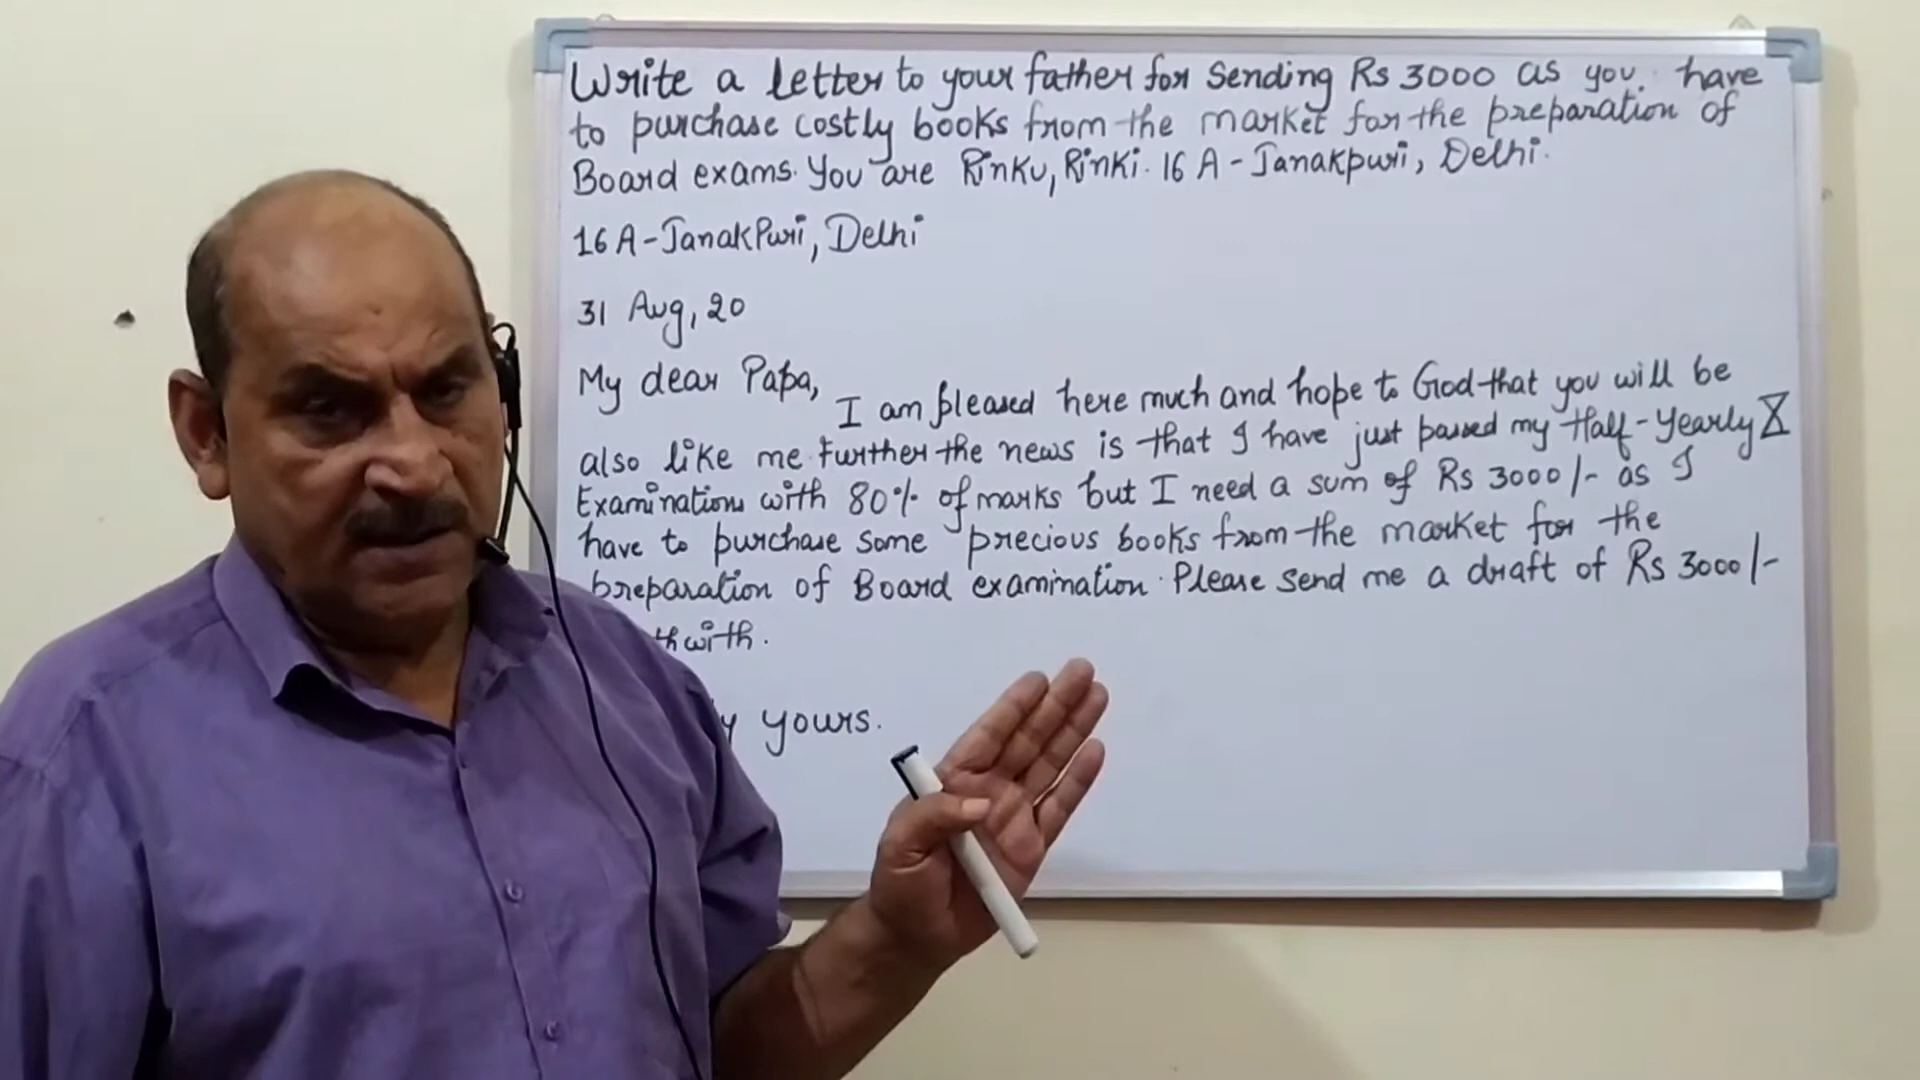 Write a letter to your father for sending Rs 3000 as you have
to purchase costly books from the market for the preparation of
Board exams. You are Rinku, Rinki. 16 A - Janakpuri, Delhi.
16 A - JanakPuri, Delhi
31 Aug, 20
My dear Papa,
I am pleased here much and hope to God that you will be
also like me. Further the news is that I have just passed my Half-Yearly X
Examinations with 80% of marks but I need a sum of Rs 3000/- as I
have to purchase some precious books from the market for the
preparation of Board examination. Please send me a draft of Rs 3000/-
thwith.
y yours.